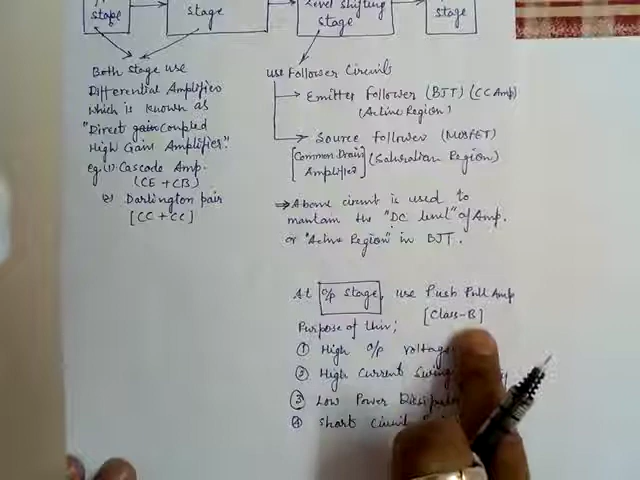 stage
stage
Level shifting
stage
stage
Both stage use
Differential Amplifier
which is known as
"Direct gain coupled
High Gain Amplifier."
eg. (1) Cascade Amp.
(CE + CB)
(2) Darlington pair
[CC + CC]
use Follower Circuits
Emitter Follower (BJT) (CC Amp)
(Active Region)
Source Follower (MOSFET)
[Common Drain Amplifier] (Saturation Region)
⇒ Above circuit is used to
mantain the "DC level" of Amp.
or "Active Region" in BJT.
At o/p stage, use Push Pull Amp
[Class-B]
Purpose of this;
① High o/p voltage
② High Current Swing
③ Low Power
④ Short circuit